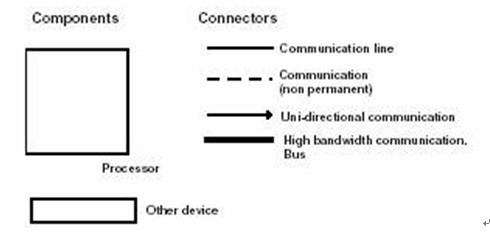 Components
Connectors
Communication line
Communication
(non permanent)
Uni-directional communication
High bandwidth communication,
Bus
Processor
Other device